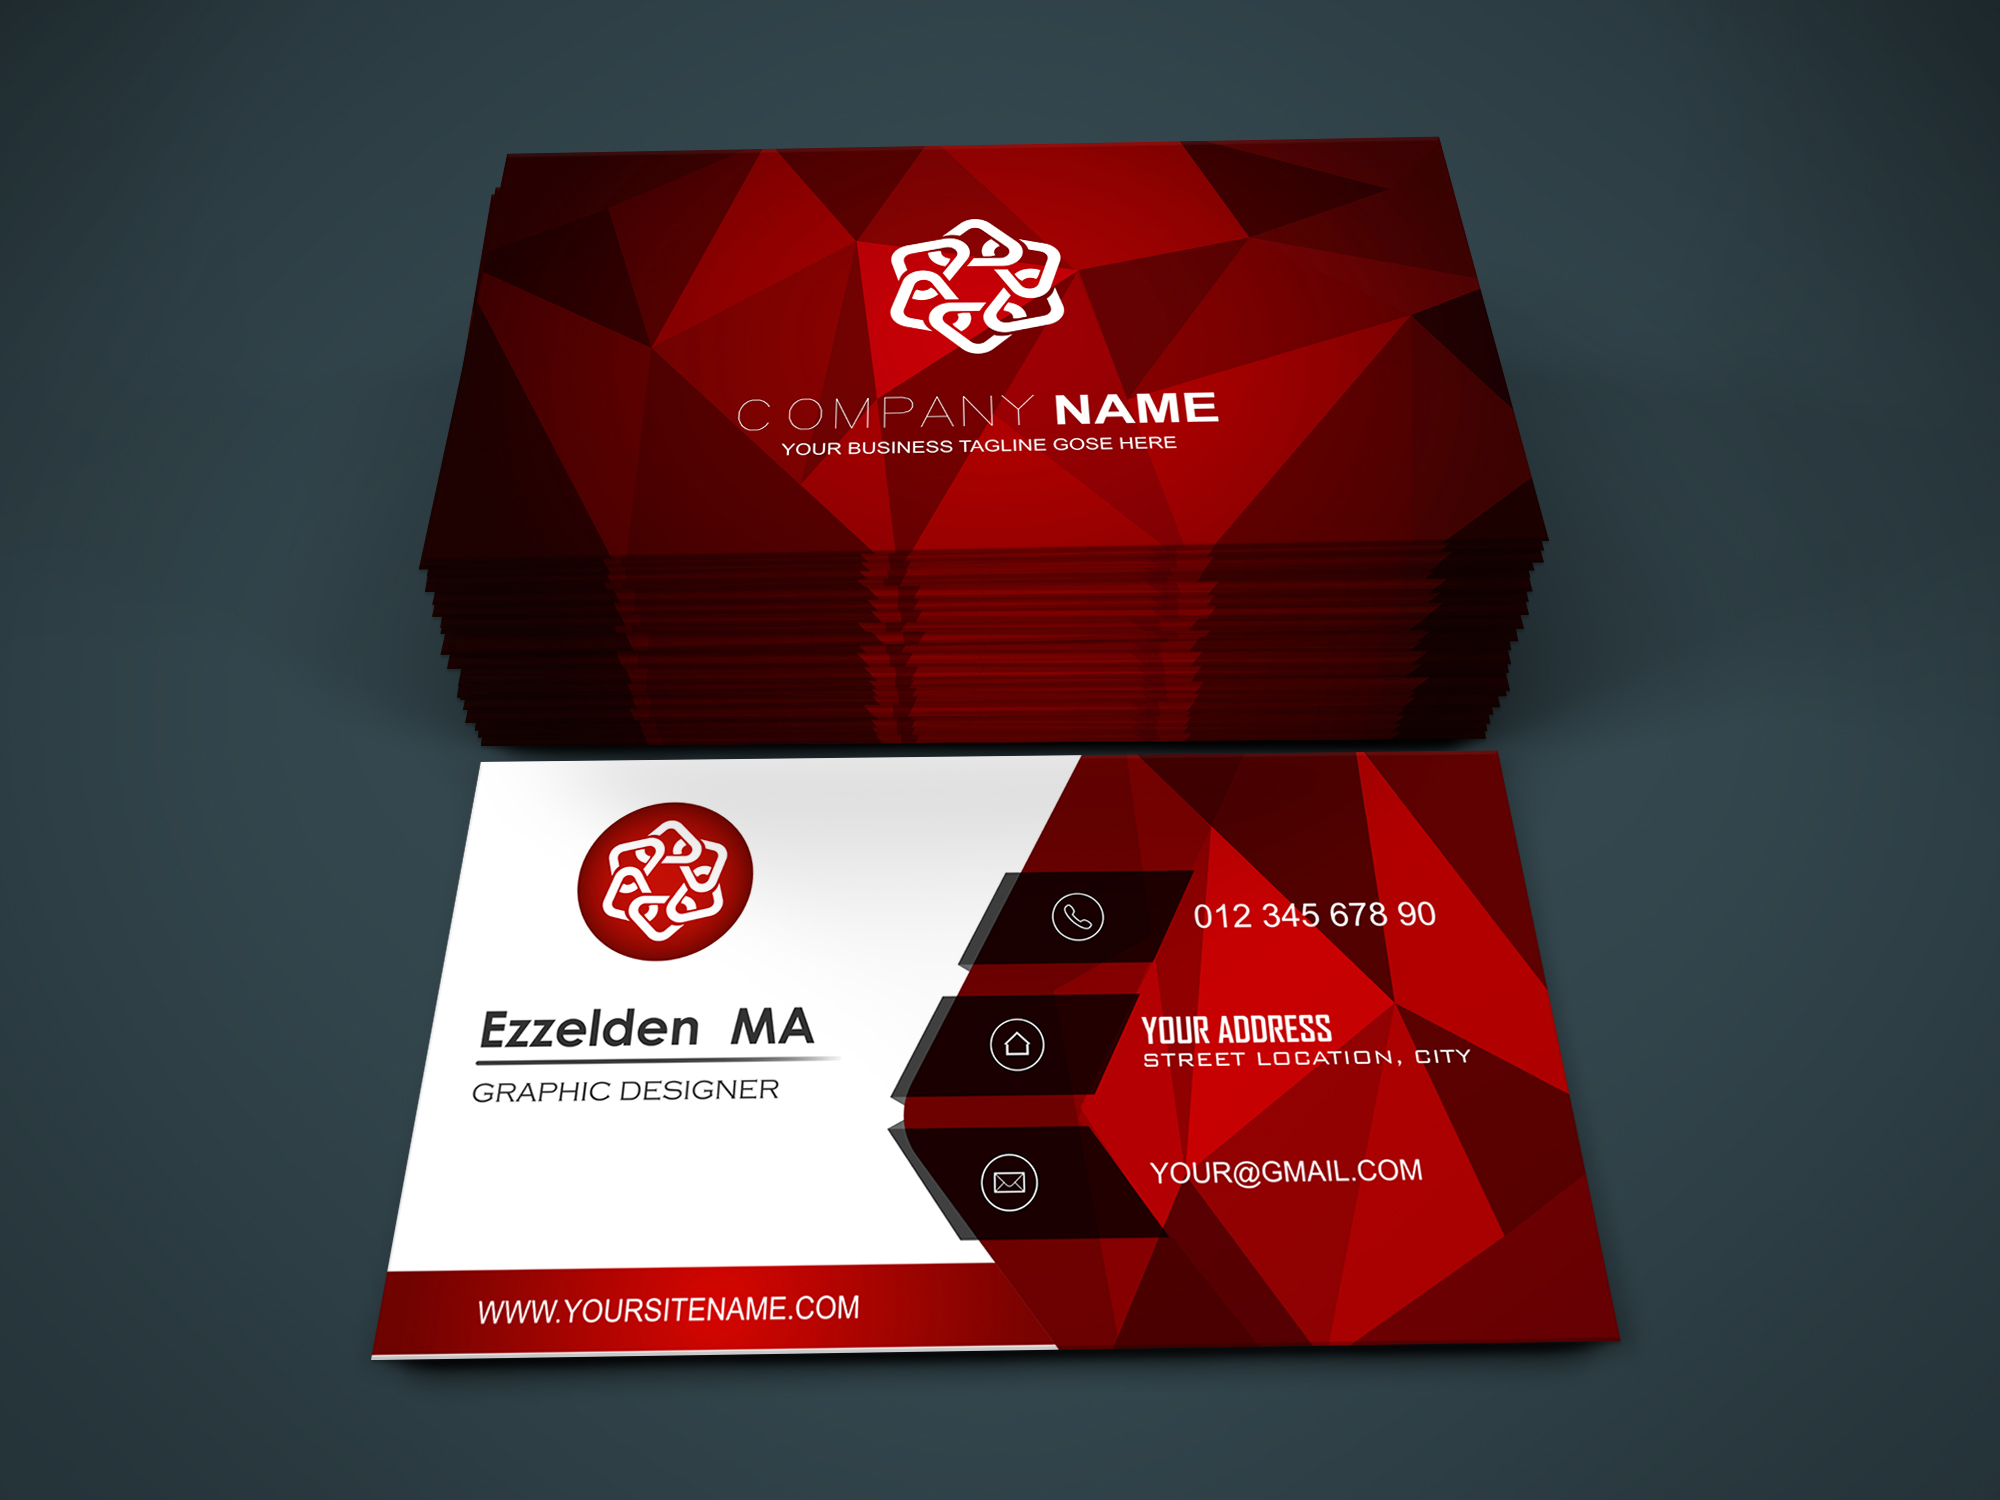 COMPANY NAME
YOUR BUSINESS TAGLINE GOSE HERE
Ezzelden MA
GRAPHIC DESIGNER
012 345 678 90
YOUR ADDRESS
STREET LOCATION, CITY
YOUR@GMAIL.COM
WWW.YOURSITENAME.COM